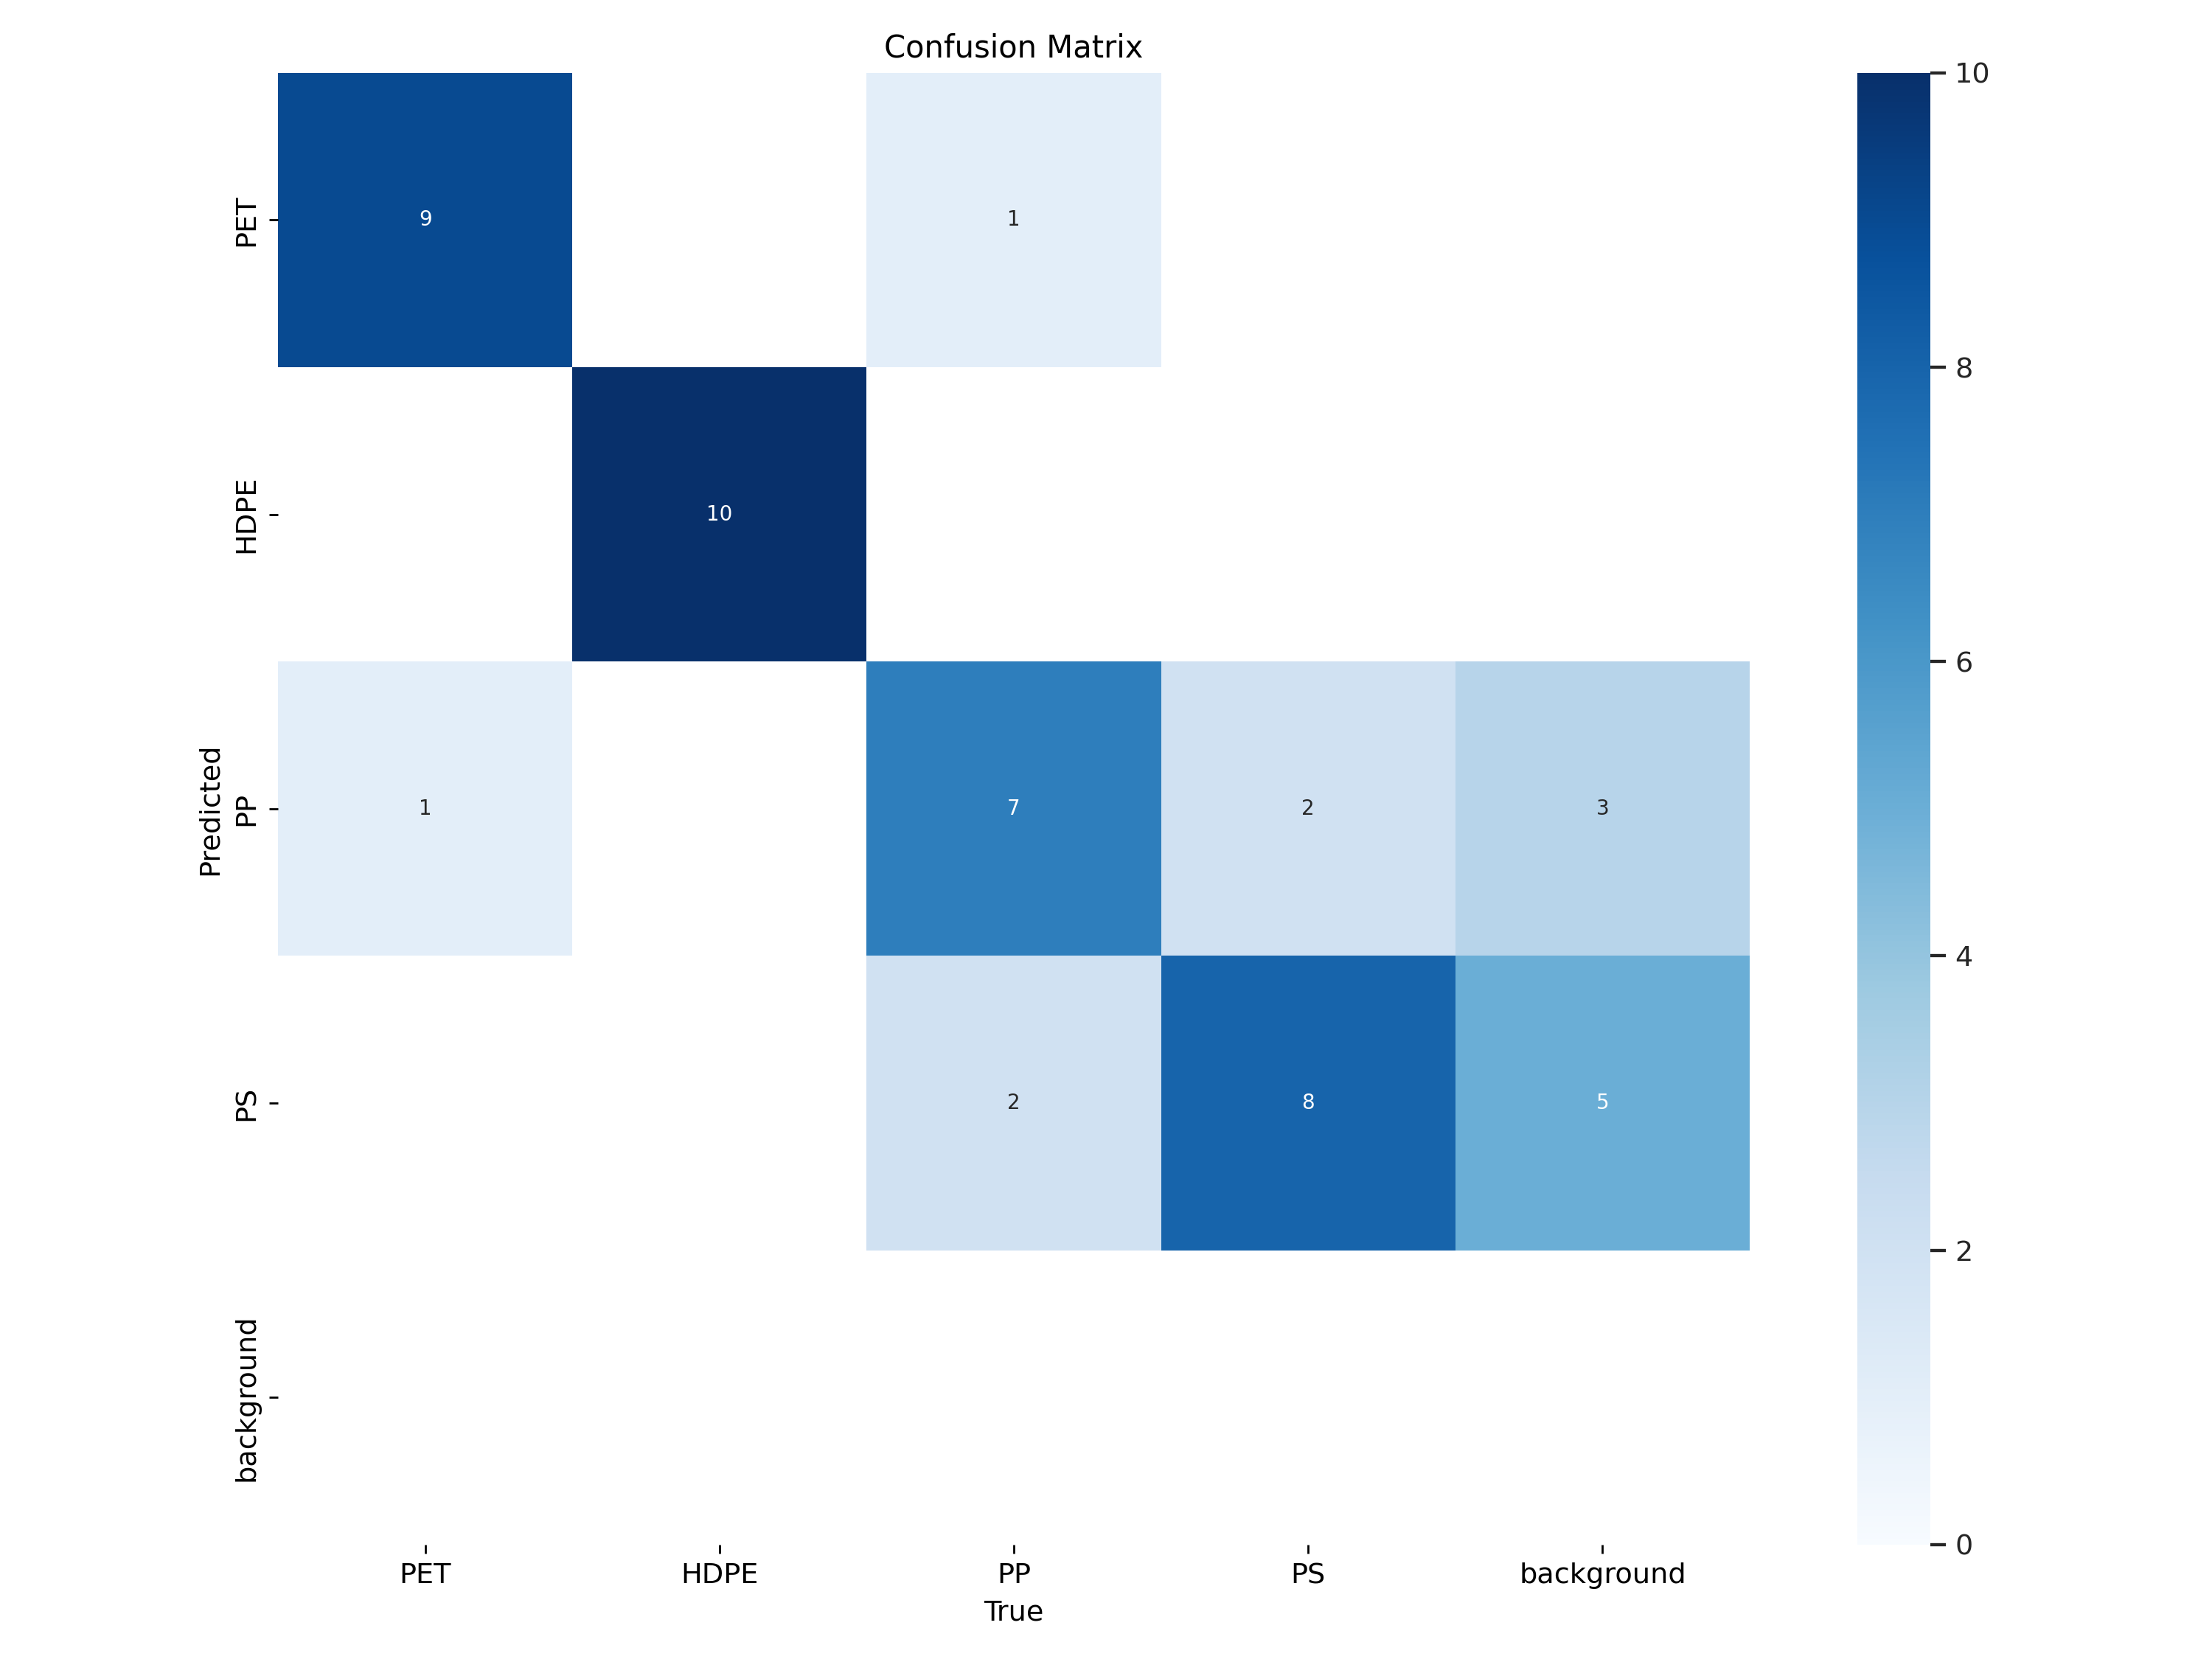 Confusion Matrix
PET
9
1
HDPE
10
Predicted
PP
1
7
2
3
PS
2
8
5
background
PET
HDPE
PP
PS
background
True
10
8
6
4
2
0